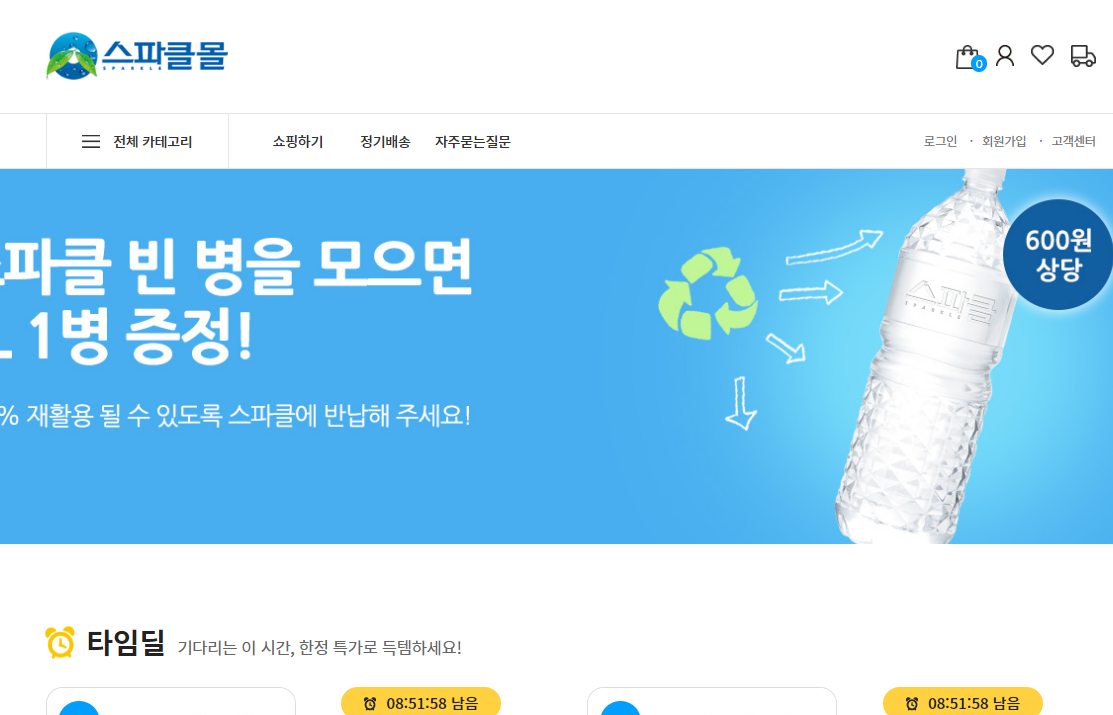 스파클몰
SPARKLE
0
전체 카테고리
쇼핑하기
정기배송
자주묻는질문
로그인 · 회원가입 · 고객센터
스파클 빈 병을 모으면
1병 증정!
% 재활용 될 수 있도록 스파클에 반납해 주세요!
600원
상당
스파클
SPARKLE
타임딜 기다리는 이 시간, 한정 특가로 득템하세요!
08:51:58 남음
08:51:58 남음